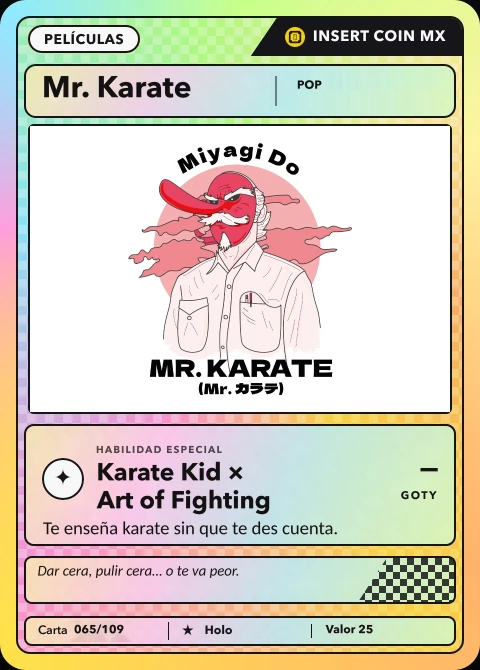 PELÍCULAS
INSERT COIN MX
Mr. Karate
POP
Miyagi Do
MR. KARATE
(Mr. カラテ)
HABILIDAD ESPECIAL
Karate Kid ×
Art of Fighting
—
GOTY
Te enseña karate sin que te des cuenta.
Dar cera, pulir cera... o te va peor.
Carta 065/109
★ Holo
Valor 25